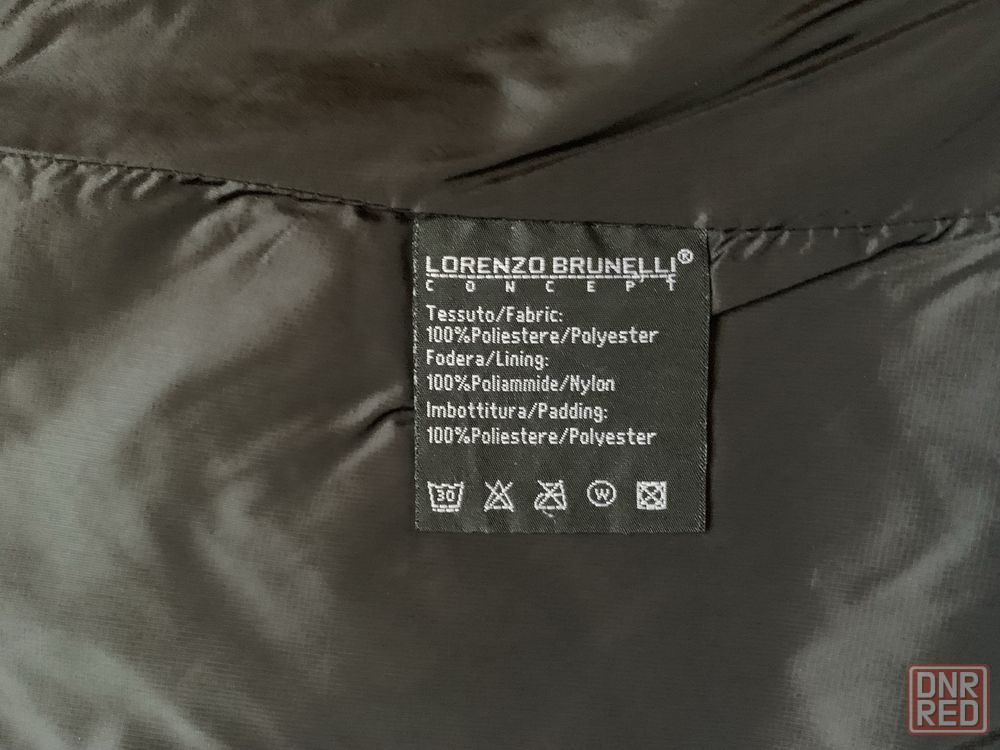 LORENZO BRUNELLI®
CONCEPT
Tessuto/Fabric:
100%Poliestere/Polyester
Fodera/Lining:
100%Poliammide/Nylon
Imbottitura/Padding:
100%Poliestere/Polyester
30 W
DNR
RED